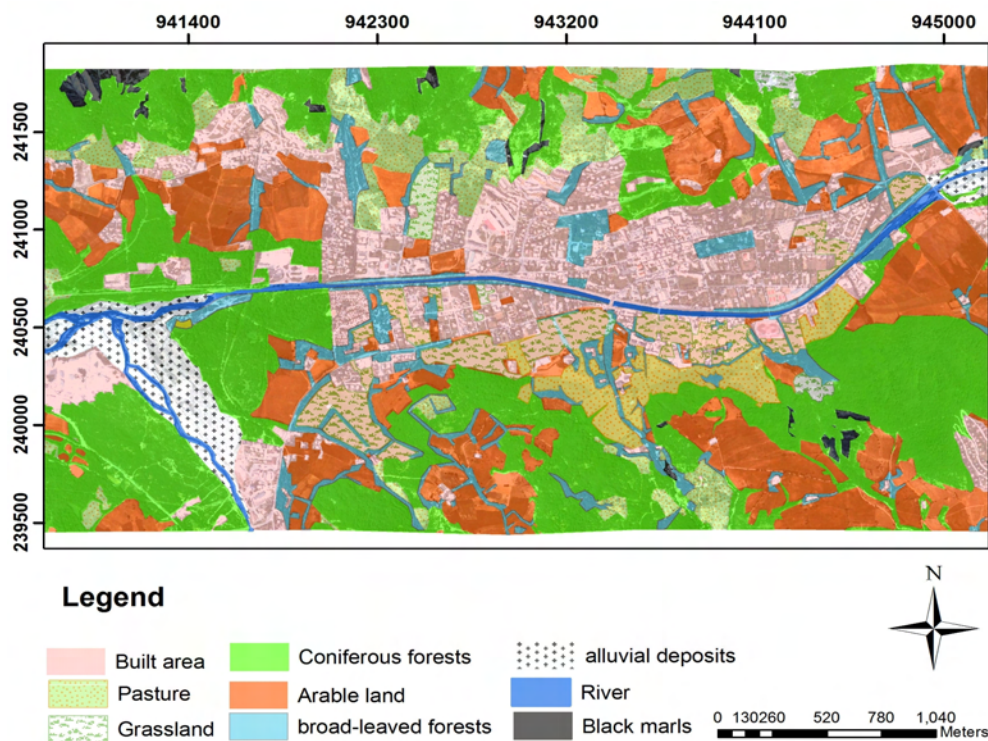 941400 942300 943200 944100 945000
241500
241000
240500
240000
239500
Legend
N
Built area
Coniferous forests
alluvial deposits
Pasture
Arable land
River
Grassland
broad-leaved forests
Black marls
0 130260 520 780 1,040
Meters